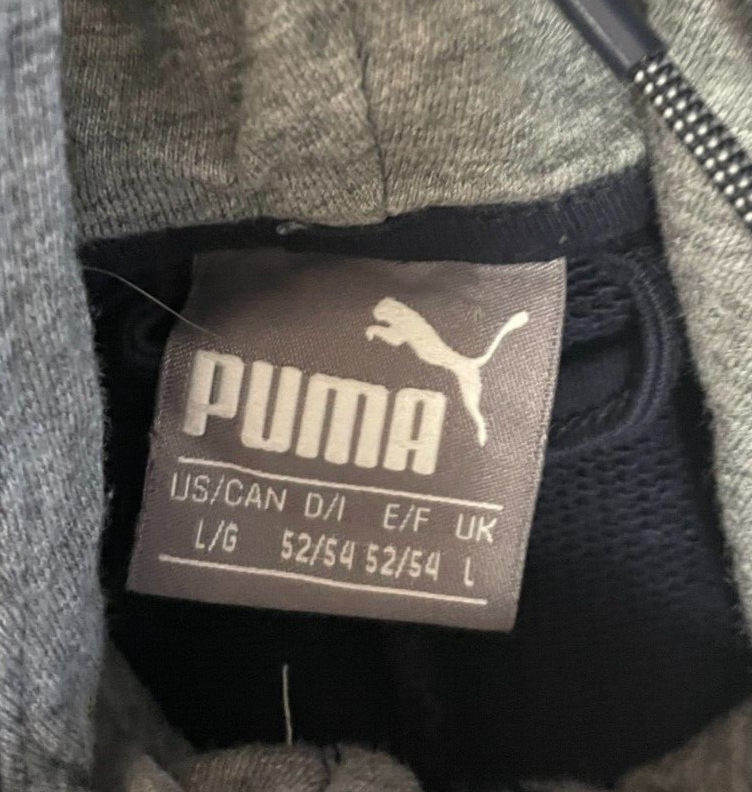 PUMA
US/CAN D/I E/F UK
L/G 52/54 52/54 L